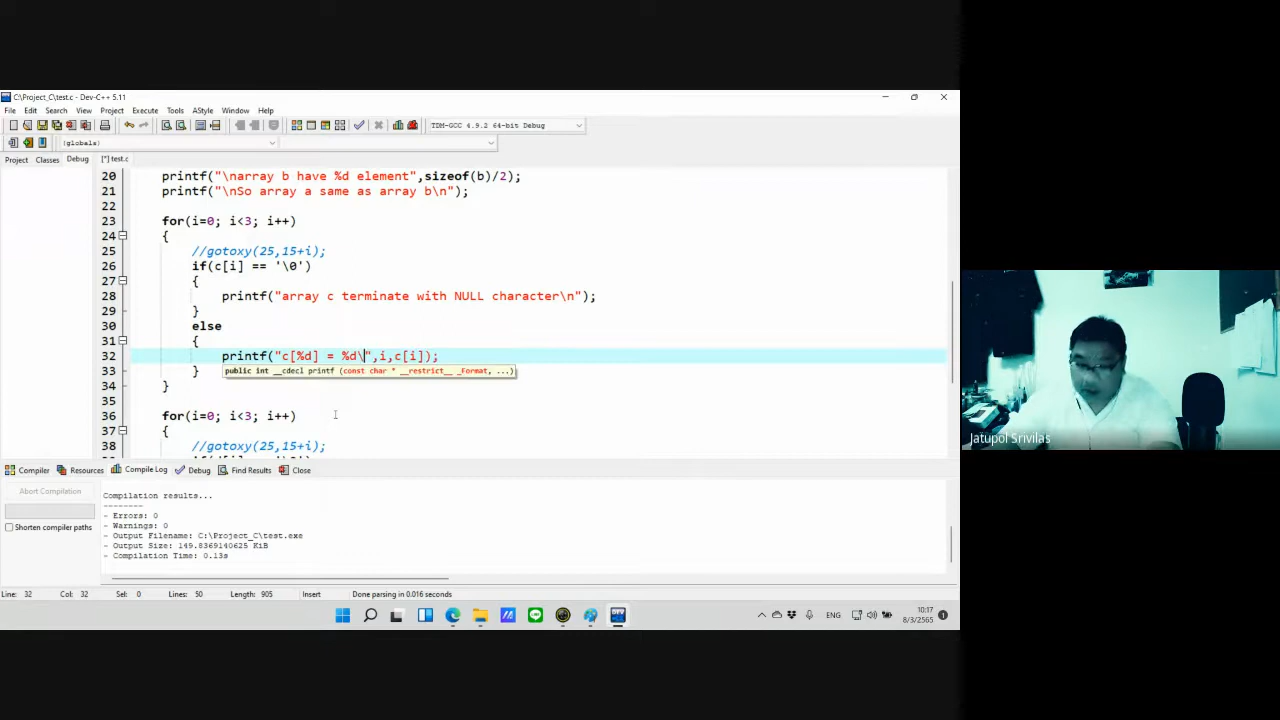 C:\Project_C\test.c - Dev-C++ 5.11
File Edit Search View Project Execute Tools AStyle Window Help
TDM-GCC 4.9.2 64-bit Debug
(globals)
Project Classes Debug [*] test.c
20 printf("\narray b have %d element",sizeof(b)/2);
21 printf("\nSo array a same as array b\n");
22
23 for(i=0; i<3; i++)
24 {
25 //gotoxy(25,15+i);
26 if(c[i] == '\0')
27 {
28 printf("array c terminate with NULL character\n");
29 }
30 else
31 {
32 printf("c[%d] = %d\",i,c[i]);
public int __cdecl printf (const char * __restrict__ _Format, ...)
33 }
34 }
35
36 for(i=0; i<3; i++)
37 {
38 //gotoxy(25,15+i);
Compiler Resources Compile Log Debug Find Results Close
Abort Compilation
Shorten compiler paths
Compilation results...
--------
- Errors: 0
- Warnings: 0
- Output Filename: C:\Project_C\test.exe
- Output Size: 149.8369140625 KiB
- Compilation Time: 0.13s
Line: 32 Col: 32 Sel: 0 Lines: 50 Length: 905 Insert Done parsing in 0.016 seconds
ENG
10:17
8/3/2565
Jatupol Srivilas